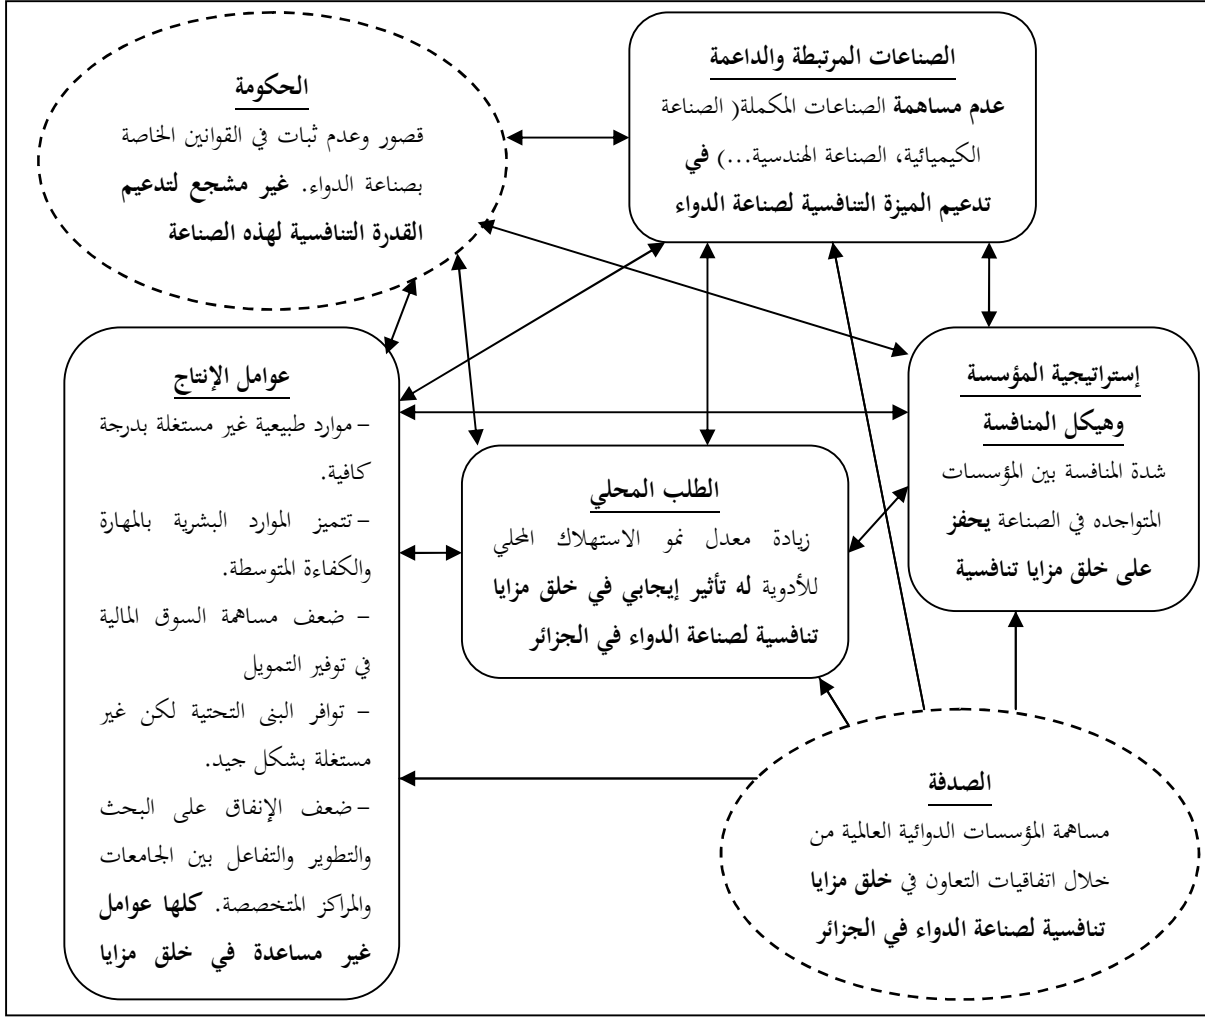 الصناعات المرتبطة والداعمة
عدم مساهمة الصناعات المكملة( الصناعة
الكيميائية، الصناعة الهندسية...) في
تدعيم الميزة التنافسية لصناعة الدواء
الحكومة
قصور وعدم ثبات في القوانين الخاصة
بصناعة الدواء. غير مشجع لتدعيم
القدرة التنافسية لهذه الصناعة
إستراتيجية المؤسسة
وهيكل المنافسة
شدة المنافسة بين المؤسسات
المتواجده في الصناعة يحفز
على خلق مزايا تنافسية
الطلب المحلي
زيادة معدل نمو الاستهلاك المحلي
للأدوية له تأثير إيجابي في خلق مزايا
تنافسية لصناعة الدواء في الجزائر
عوامل الإنتاج
– موارد طبيعية غير مستغلة بدرجة
كافية.
– تتميز الموارد البشرية بالمهارة
والكفاءة المتوسطة.
– ضعف مساهمة السوق المالية
في توفير التمويل
– توافر البنى التحتية لكن غير
مستغلة بشكل جيد.
– ضعف الإنفاق على البحث
والتطوير والتفاعل بين الجامعات
والمراكز المتخصصة. كلها عوامل
غير مساعدة في خلق مزايا
الصدفة
مساهمة المؤسسات الدوائية العالمية من
خلال اتفاقيات التعاون في خلق مزايا
تنافسية لصناعة الدواء في الجزائر